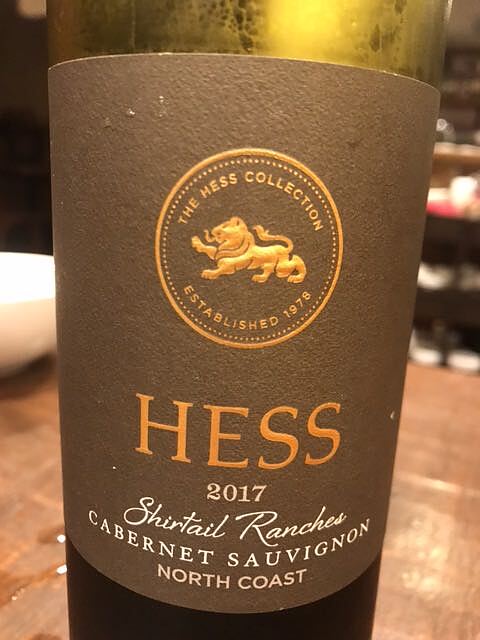 THE HESS COLLECTION
ESTABLISHED 1978
HESS
2017
Shirtail Ranches
CABERNET SAUVIGNON
NORTH COAST